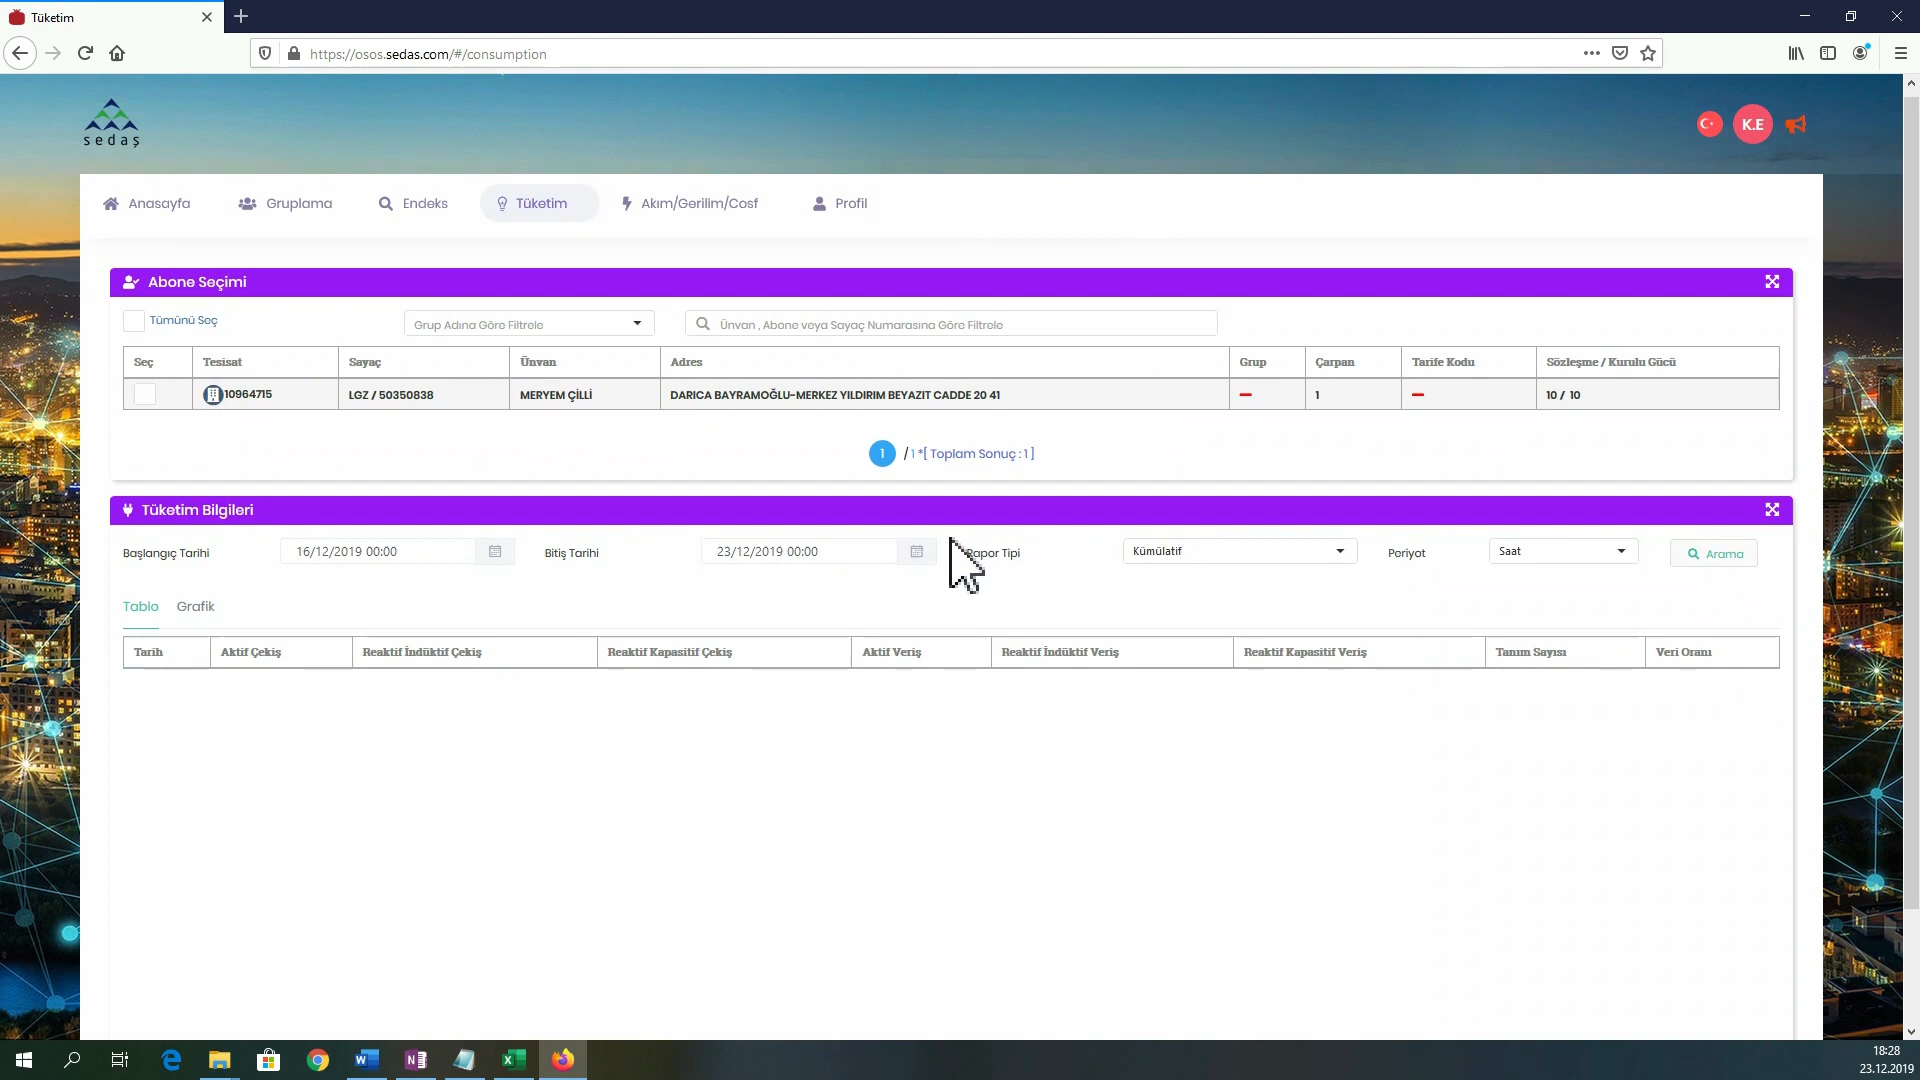 Tüketim
https://osos.sedas.com/#/consumption
sedaş
K.E
Anasayfa Gruplama Endeks Tüketim Akım/Gerilim/Cosf Profil
Abone Seçimi
Tümünü Seç Grup Adına Göre Filtrele Ünvan , Abone veya Sayaç Numarasına Göre Filtrele
Seç Tesisat Sayaç Ünvan Adres Grup Çarpan Tarife Kodu Sözleşme / Kurulu Gücü
10964715 LGZ / 50350838 MERYEM ÇİLLİ DARICA BAYRAMOĞLU-MERKEZ YILDIRIM BEYAZIT CADDE 20 41 1 10 / 10
1 / 1 *[ Toplam Sonuç : 1 ]
Tüketim Bilgileri
Başlangıç Tarihi 16/12/2019 00:00 Bitiş Tarihi 23/12/2019 00:00 Rapor Tipi Kümülatif Periyot Saat Arama
Tablo Grafik
Tarih Aktif Çekiş Reaktif İndüktif Çekiş Reaktif Kapasitif Çekiş Aktif Veriş Reaktif İndüktif Veriş Reaktif Kapasitif Veriş Tanım Sayısı Veri Oranı
18:28
23.12.2019